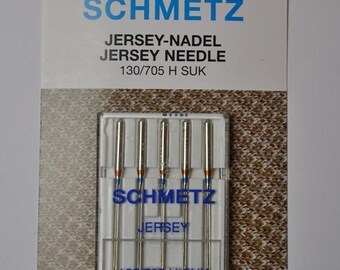 SCHMETZ
JERSEY-NADEL
JERSEY NEEDLE
130/705 H SUK
SCHMETZ
JERSEY